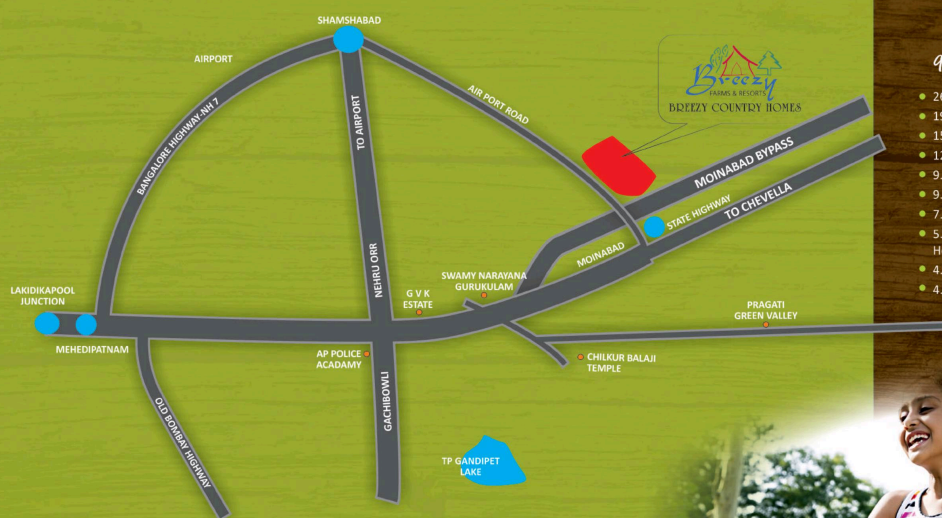 SHAMSHABAD
AIRPORT
BANGALORE HIGHWAY-NH 7
TO AIRPORT
AIR PORT ROAD
Breezy
FARMS & RESORTS
BREEZY COUNTRY HOMES
MOINABAD BYPASS
STATE HIGHWAY
TO CHEVELLA
MOINABAD
NEHRU ORR
SWAMY NARAYANA
GURUKULAM
G V K
ESTATE
LAKIDIKAPOOL
JUNCTION
MEHEDIPATNAM
AP POLICE
ACADAMY
PRAGATI
GREEN VALLEY
CHILKUR BALAJI
TEMPLE
GACHIBOWLI
OLD BOMBAY HIGHWAY
TP GANDIPET
LAKE